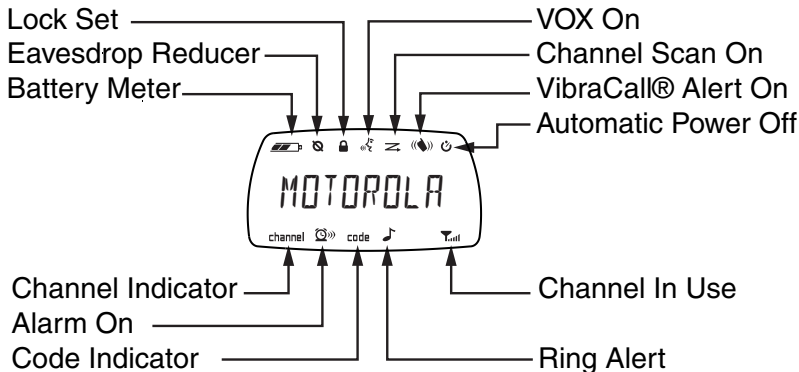 Lock Set
Eavesdrop Reducer
Battery Meter
VOX On
Channel Scan On
VibraCall® Alert On
Automatic Power Off
MOTOROLA
channel
code
Channel Indicator
Alarm On
Code Indicator
Channel In Use
Ring Alert